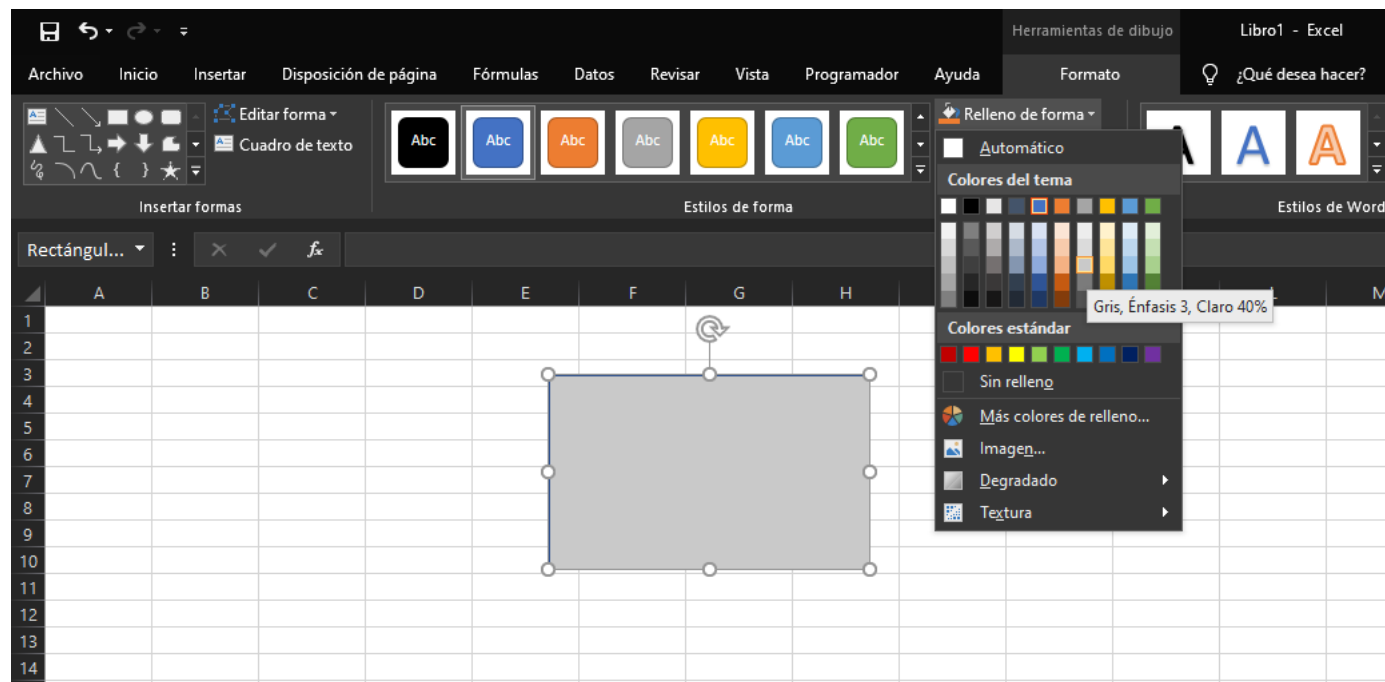 Herramientas de dibujo Libro1 - Excel
Archivo Inicio Insertar Disposición de página Fórmulas Datos Revisar Vista Programador Ayuda Formato ¿Qué desea hacer?
Editar forma
Cuadro de texto
Abc Abc Abc Abc Abc Abc Abc
Relleno de forma
A A A
Insertar formas Estilos de forma Estilos de Word
Automático
Colores del tema
Gris, Énfasis 3, Claro 40%
Colores estándar
Sin relleno
Más colores de relleno...
Imagen...
Degradado
Textura
Rectángul... fx
A B C D E F G H L M
1
2
3
4
5
6
7
8
9
10
11
12
13
14